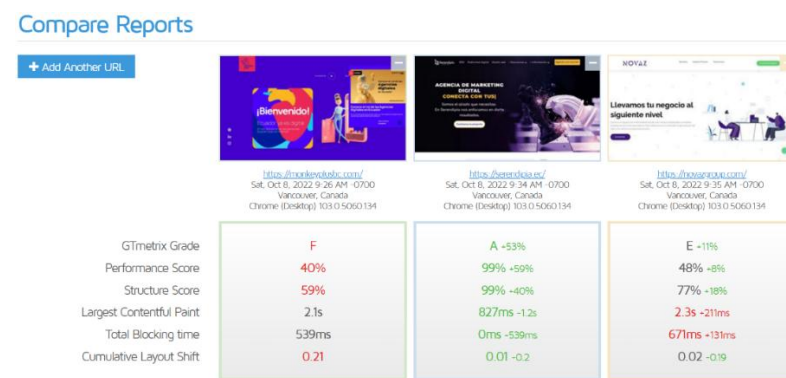 Compare Reports
+ Add Another URL
¡Bienvenido!
AGENCIA DE MARKETING
DIGITAL
CONECTA CON TUS|
NOVAZ
Llevamos tu negocio al
siguiente nivel
https://monkeyplusbc.com/
Sat, Oct 8, 2022 9:26 AM -0700
Vancouver, Canada
Chrome (Desktop) 103.0.5060.134
https://serendipia.ec/
Sat, Oct 8, 2022 9:34 AM -0700
Vancouver, Canada
Chrome (Desktop) 103.0.5060.134
https://novazgroup.com/
Sat, Oct 8, 2022 9:35 AM -0700
Vancouver, Canada
Chrome (Desktop) 103.0.5060.134
GTmetrix Grade F A +53% E +11%
Performance Score 40% 99% +59% 48% +8%
Structure Score 59% 99% +40% 77% +18%
Largest Contentful Paint 2.1s 827ms -1.2s 2.3s +211ms
Total Blocking time 539ms 0ms -539ms 671ms +131ms
Cumulative Layout Shift 0.21 0.01 -0.2 0.02 -0.19